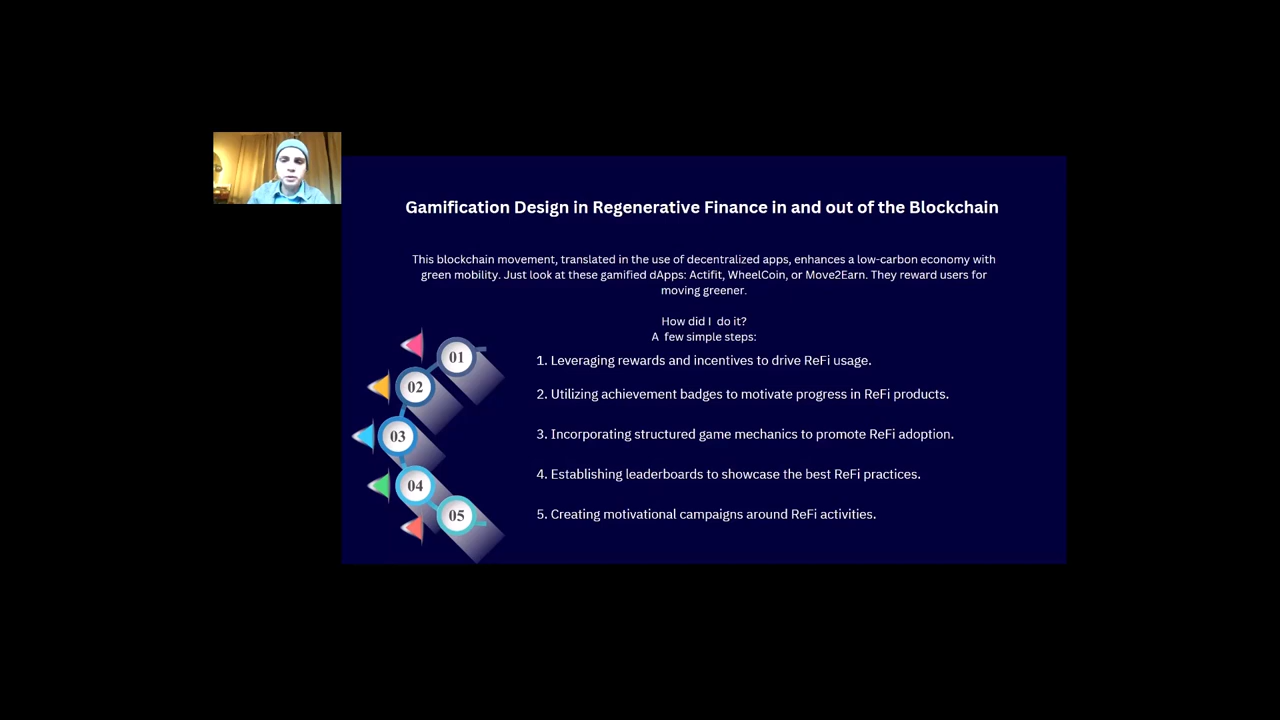 Gamification Design in Regenerative Finance in and out of the Blockchain
This blockchain movement, translated in the use of decentralized apps, enhances a low-carbon economy with
green mobility. Just look at these gamified dApps: Actifit, WheelCoin, or Move2Earn. They reward users for
moving greener.
How did I do it?
A few simple steps:
01
1. Leveraging rewards and incentives to drive ReFi usage.
02
2. Utilizing achievement badges to motivate progress in ReFi products.
03
3. Incorporating structured game mechanics to promote ReFi adoption.
04
4. Establishing leaderboards to showcase the best ReFi practices.
05
5. Creating motivational campaigns around ReFi activities.